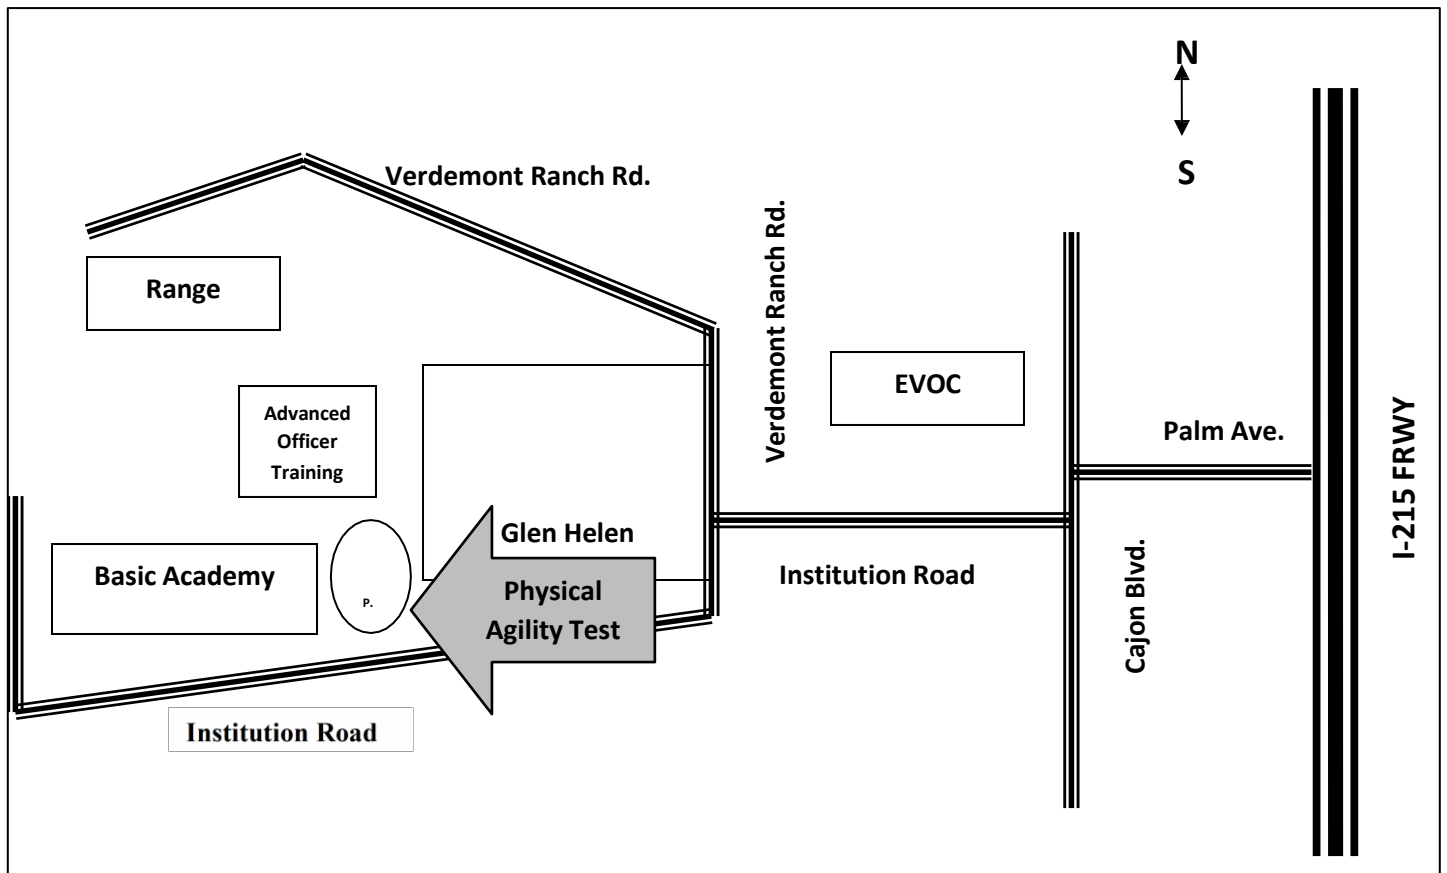 N
S
Verdemont Ranch Rd.
Verdemont Ranch Rd.
Range
EVOC
Advanced
Officer
Training
Palm Ave.
I-215 FRWY
Glen Helen
Basic Academy
P.
Physical
Agility Test
Institution Road
Cajon Blvd.
Institution Road